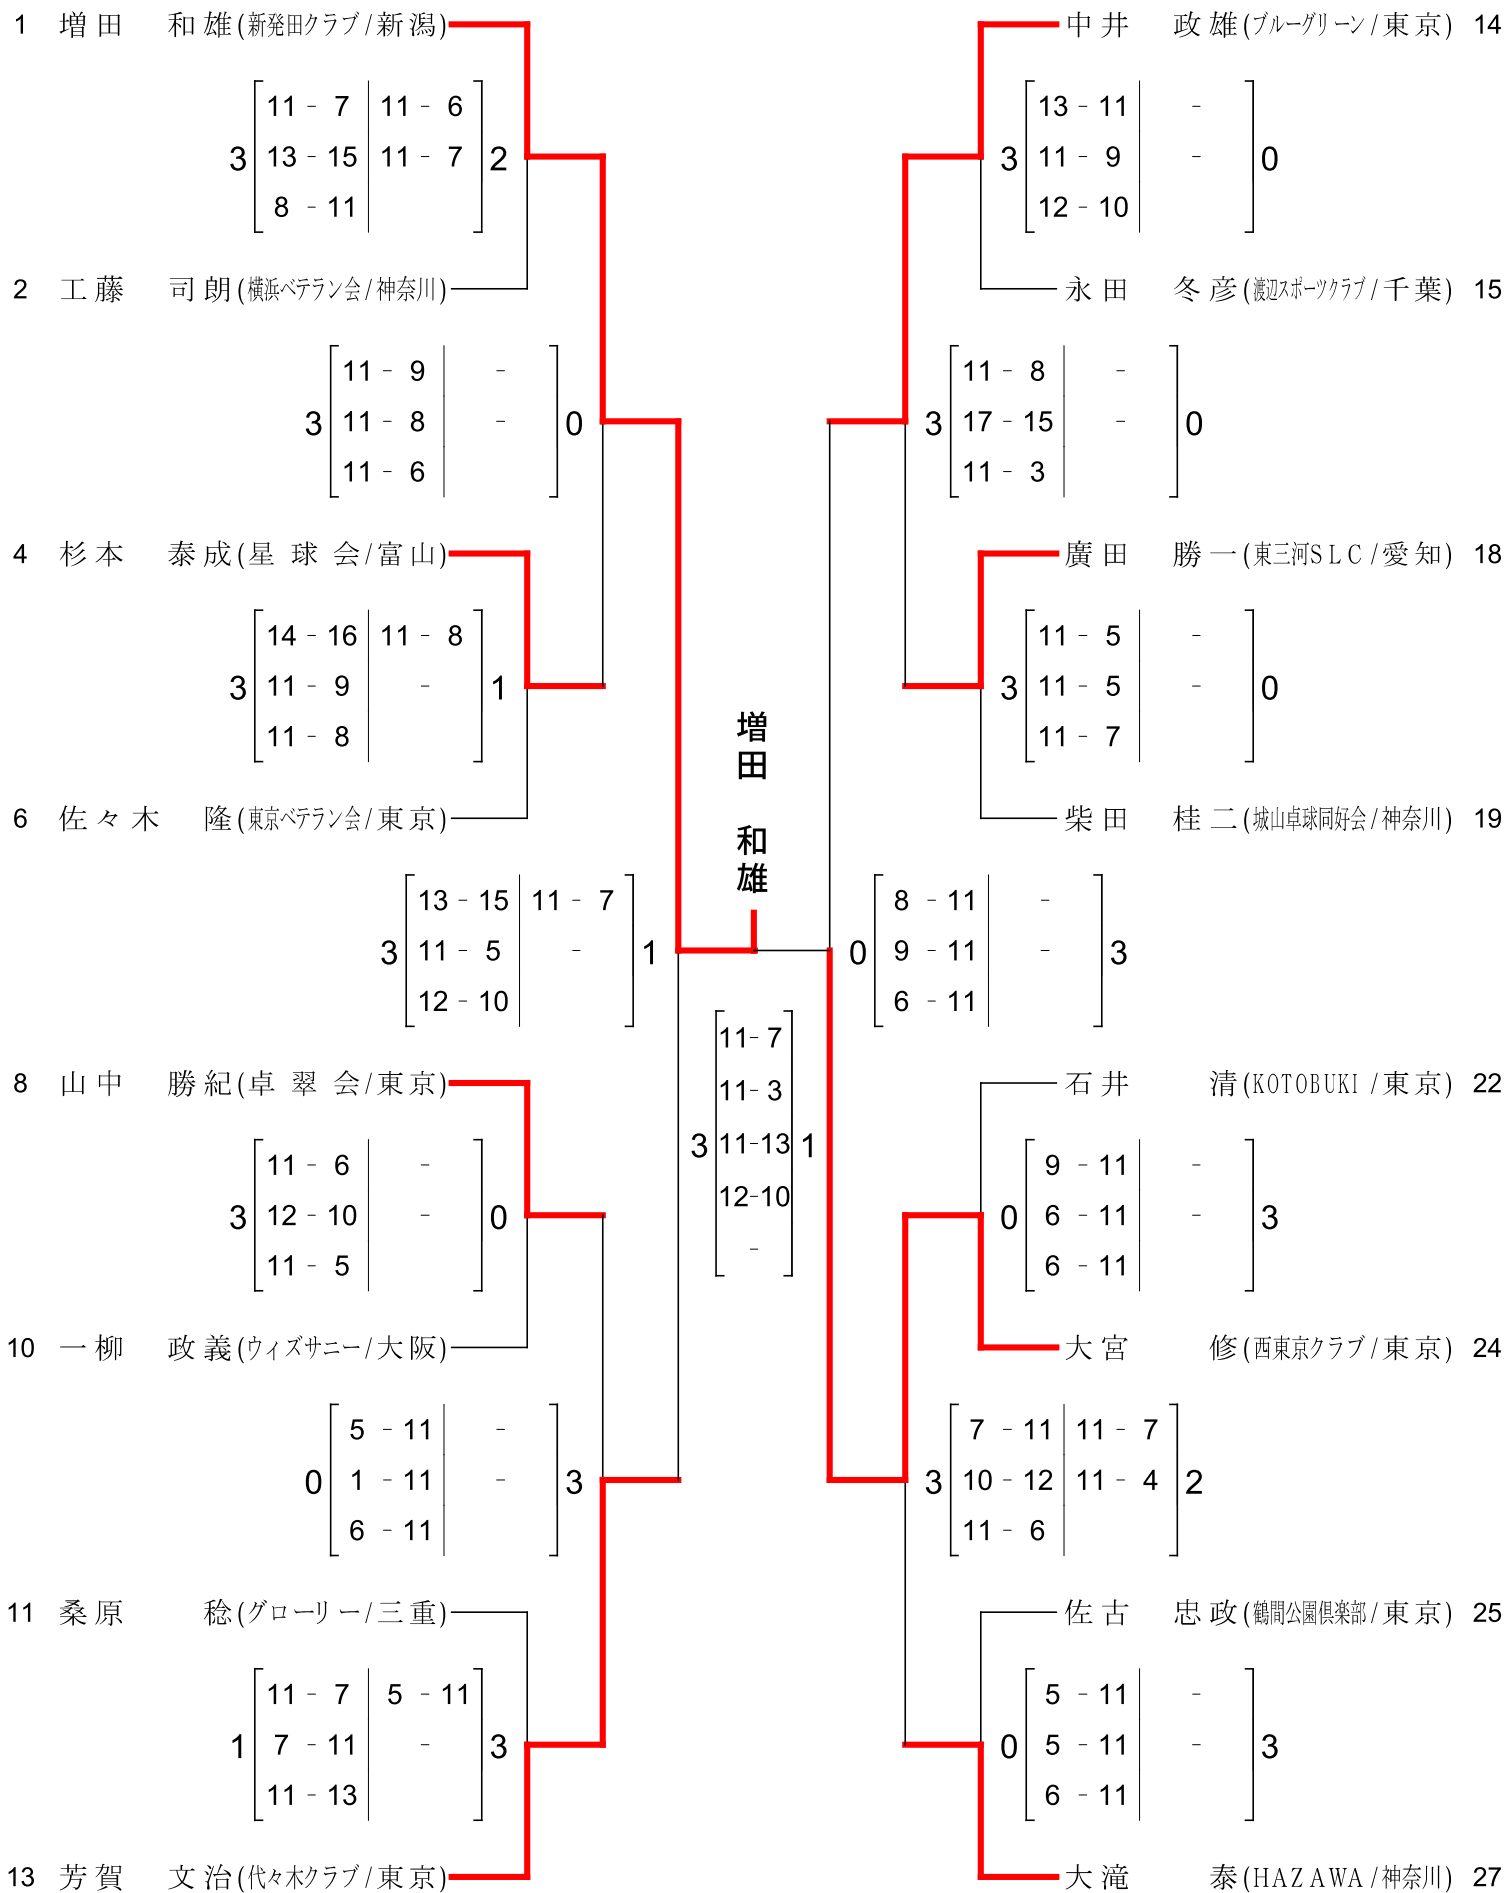 1 増田 和雄(新発田クラブ/新潟)
3 11 - 7 11 - 6 2
13 - 15 11 - 7
8 - 11
2 工藤 司朗(横浜ベテラン会/神奈川)
3 11 - 9 - 0
11 - 8 -
11 - 6
4 杉本 泰成(星球会/富山)
3 14 - 16 11 - 8 1
11 - 9 -
11 - 8
6 佐々木 隆(東京ベテラン会/東京)
3 13 - 15 11 - 7 1
11 - 5 -
12 - 10
8 山中 勝紀(卓翠会/東京)
3 11 - 6 - 0
12 - 10 -
11 - 5
10 一柳 政義(ウィズサニー/大阪)
0 5 - 11 - 3
1 - 11 -
6 - 11
11 桑原 稔(グローリー/三重)
1 11 - 7 5 - 11 3
7 - 11 -
11 - 13
13 芳賀 文治(代々木クラブ/東京)
増田 和雄
3 11 - 7 1
11 - 3
11 - 13
12 - 10
-
中井 政雄(ブルーグリーン/東京) 14
3 13 - 11 - 0
11 - 9 -
12 - 10
永田 冬彦(渡辺スポーツクラブ/千葉) 15
3 11 - 8 - 0
17 - 15 -
11 - 3
廣田 勝一(東三河SLC/愛知) 18
3 11 - 5 - 0
11 - 5 -
11 - 7
柴田 桂二(城山卓球同好会/神奈川) 19
0 8 - 11 - 3
9 - 11 -
6 - 11
石井 清(KOTOBUKI/東京) 22
0 9 - 11 - 3
6 - 11 -
6 - 11
大宮 修(西東京クラブ/東京) 24
3 7 - 11 11 - 7 2
10 - 12 11 - 4
11 - 6
佐古 忠政(鶴間公園倶楽部/東京) 25
0 5 - 11 - 3
5 - 11 -
6 - 11
大滝 泰(HAZAWA/神奈川) 27